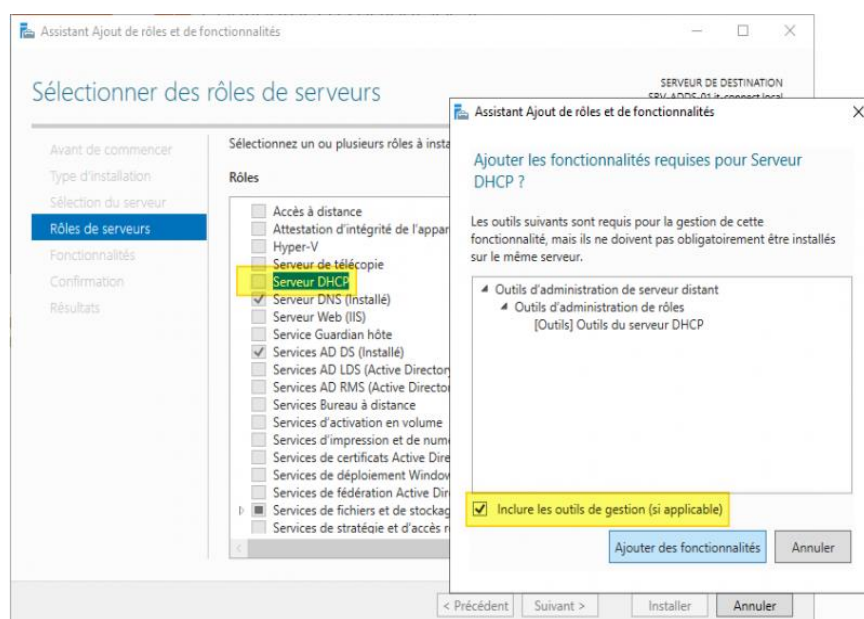 Assistant Ajout de rôles et de fonctionnalités
Sélectionner des rôles de serveurs
SERVEUR DE DESTINATION
SRV-ADDS-01.it-connect.local
Avant de commencer
Type d'installation
Sélection du serveur
Rôles de serveurs
Fonctionnalités
Confirmation
Résultats
Sélectionnez un ou plusieurs rôles à insta
Rôles
Accès à distance
Attestation d'intégrité de l'appar
Hyper-V
Serveur de télécopie
Serveur DHCP
Serveur DNS (Installé)
Serveur Web (IIS)
Service Guardian hôte
Services AD DS (Installé)
Services AD LDS (Active Directory
Services AD RMS (Active Director
Services Bureau à distance
Services d'activation en volume
Services d'impression et de num
Services de certificats Active Dire
Services de déploiement Window
Services de fédération Active Dir
Services de fichiers et de stockag
Services de stratégie et d'accès r
< Précédent
Suivant >
Installer
Annuler
Assistant Ajout de rôles et de fonctionnalités
Ajouter les fonctionnalités requises pour Serveur
DHCP ?
Les outils suivants sont requis pour la gestion de cette
fonctionnalité, mais ils ne doivent pas obligatoirement être installés
sur le même serveur.
Outils d'administration de serveur distant
Outils d'administration de rôles
[Outils] Outils du serveur DHCP
Inclure les outils de gestion (si applicable)
Ajouter des fonctionnalités
Annuler